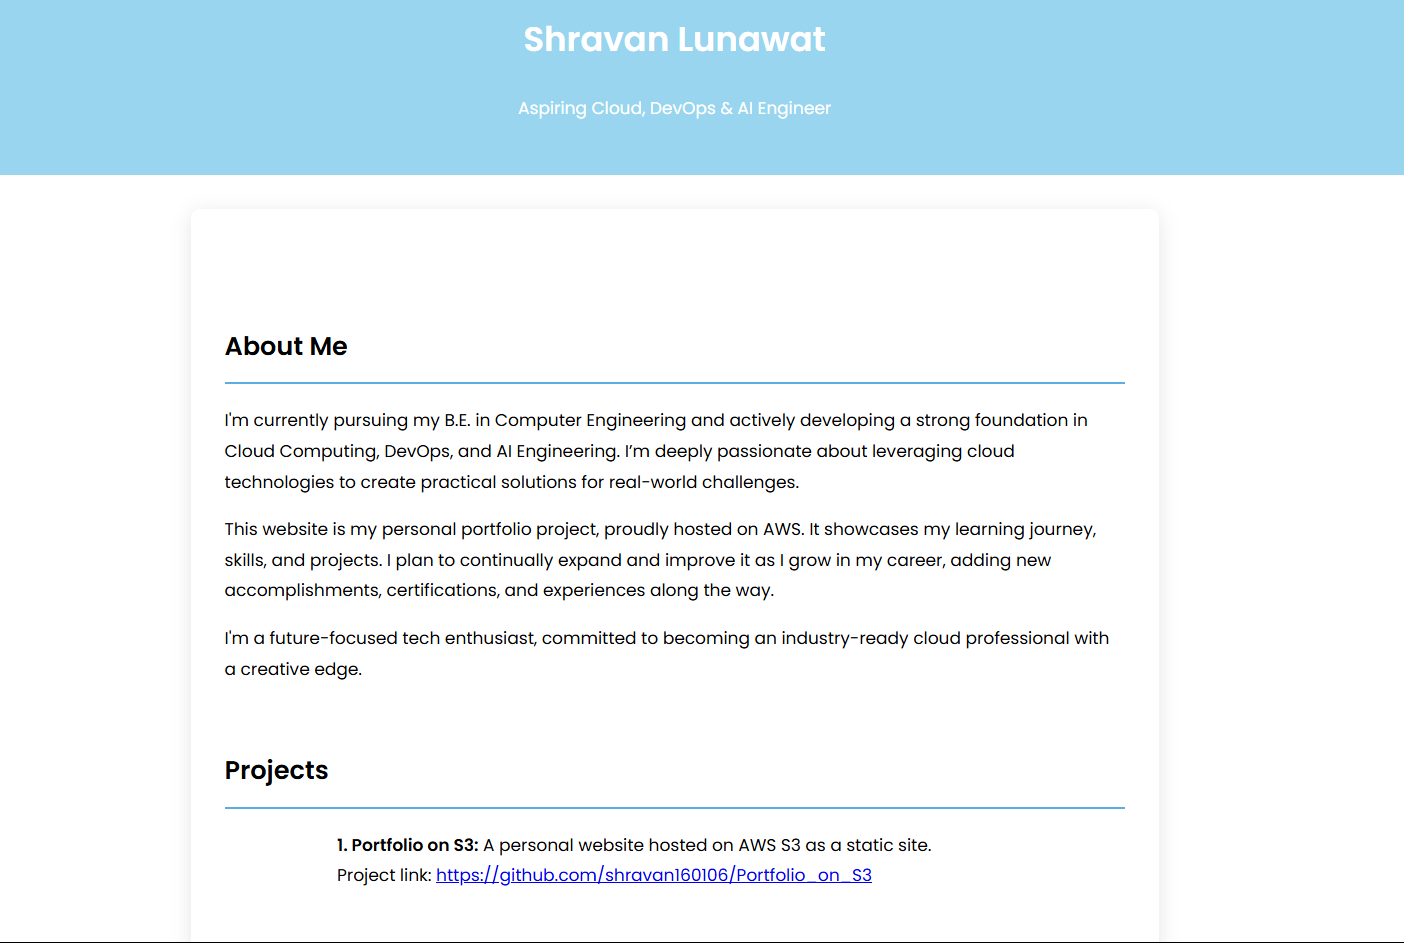 Shravan Lunawat
Aspiring Cloud, DevOps & AI Engineer
About Me
I'm currently pursuing my B.E. in Computer Engineering and actively developing a strong foundation in
Cloud Computing, DevOps, and AI Engineering. I’m deeply passionate about leveraging cloud
technologies to create practical solutions for real-world challenges.
This website is my personal portfolio project, proudly hosted on AWS. It showcases my learning journey,
skills, and projects. I plan to continually expand and improve it as I grow in my career, adding new
accomplishments, certifications, and experiences along the way.
I'm a future-focused tech enthusiast, committed to becoming an industry-ready cloud professional with
a creative edge.
Projects
1. Portfolio on S3: A personal website hosted on AWS S3 as a static site.
Project link: https://github.com/shravan160106/Portfolio_on_S3